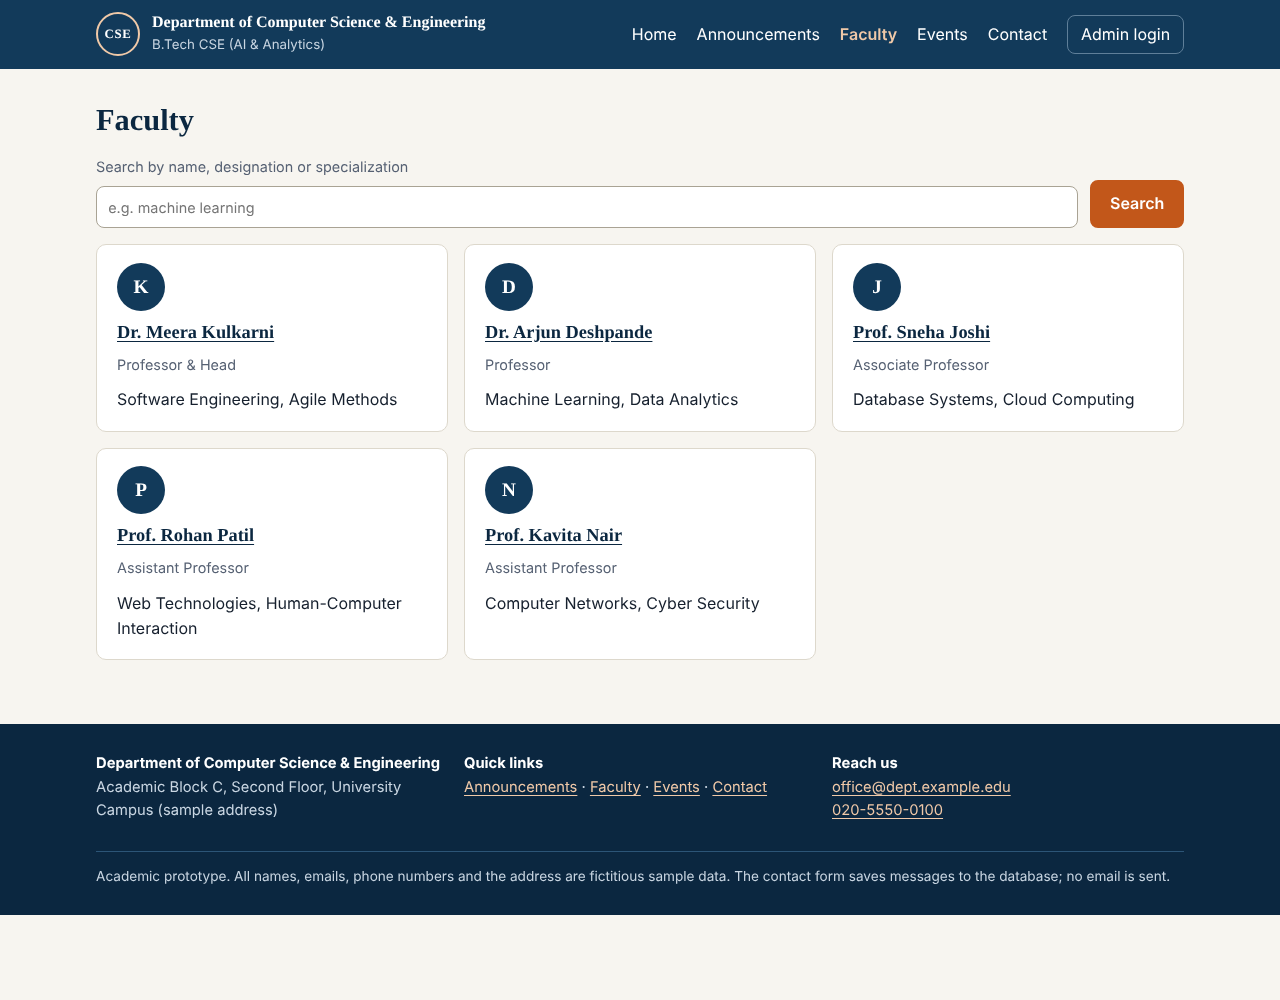 CSE
Department of Computer Science & Engineering
B.Tech CSE (AI & Analytics)
Home
Announcements
Faculty
Events
Contact
Admin login
Faculty
Search by name, designation or specialization
e.g. machine learning
Search
K
Dr. Meera Kulkarni
Professor & Head
Software Engineering, Agile Methods
D
Dr. Arjun Deshpande
Professor
Machine Learning, Data Analytics
J
Prof. Sneha Joshi
Associate Professor
Database Systems, Cloud Computing
P
Prof. Rohan Patil
Assistant Professor
Web Technologies, Human-Computer
Interaction
N
Prof. Kavita Nair
Assistant Professor
Computer Networks, Cyber Security
Department of Computer Science & Engineering
Academic Block C, Second Floor, University
Campus (sample address)
Quick links
Announcements · Faculty · Events · Contact
Reach us
office@dept.example.edu
020-5550-0100
Academic prototype. All names, emails, phone numbers and the address are fictitious sample data. The contact form saves messages to the database; no email is sent.